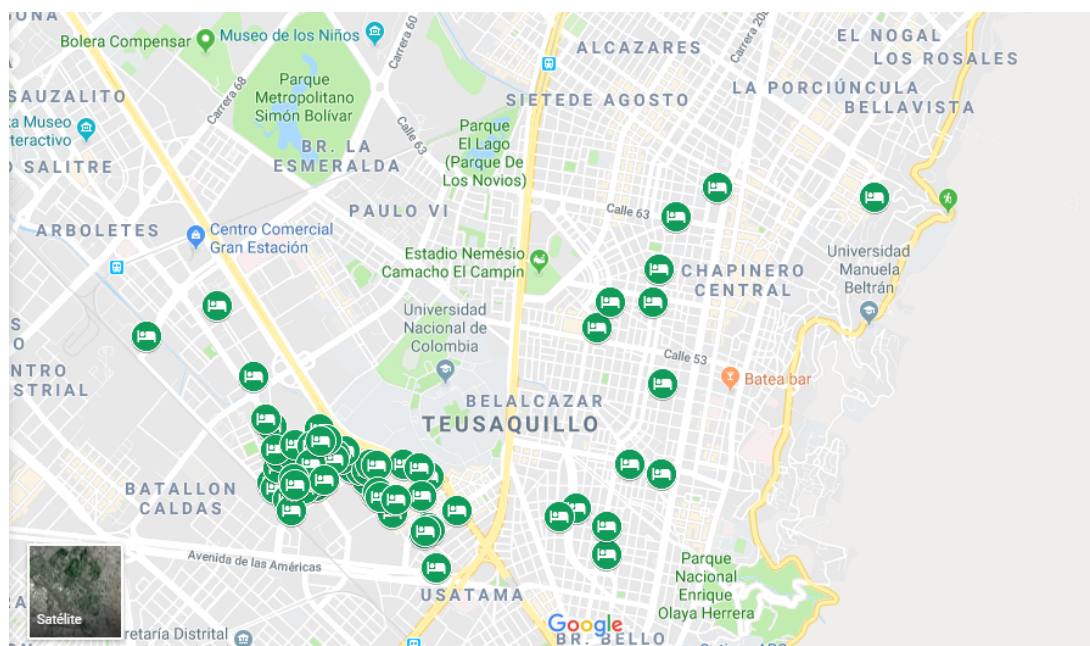 Bolera Compensar
Museo de los Niños
Carrera 60
Carrera 68
Parque
Metropolitano
Simón Bolívar
Calle 63
ALCAZARES
EL NOGAL
LOS ROSALES
LA PORCIÚNCULA
BELLAVISTA
SIETEDE AGOSTO
SAUZALITO
Museo
SALITRE
BR. LA
ESMERALDA
Parque
El Lago
(Parque De
Los Novios)
PAULO VI
Calle 63
ARBOLETES
Centro Comercial
Gran Estación
Estadio Nemésio
Camacho El Campín
CHAPINERO
CENTRAL
Universidad
Manuela
Beltrán
Universidad
Nacional de
Colombia
Calle 53
Batea bar
BELALCAZAR
TEUSAQUILLO
BATALLON
CALDAS
Avenida de las Américas
USATAMA
Parque
Nacional
Enrique
Olaya Herrera
Satélite
Google
BR. BELLO